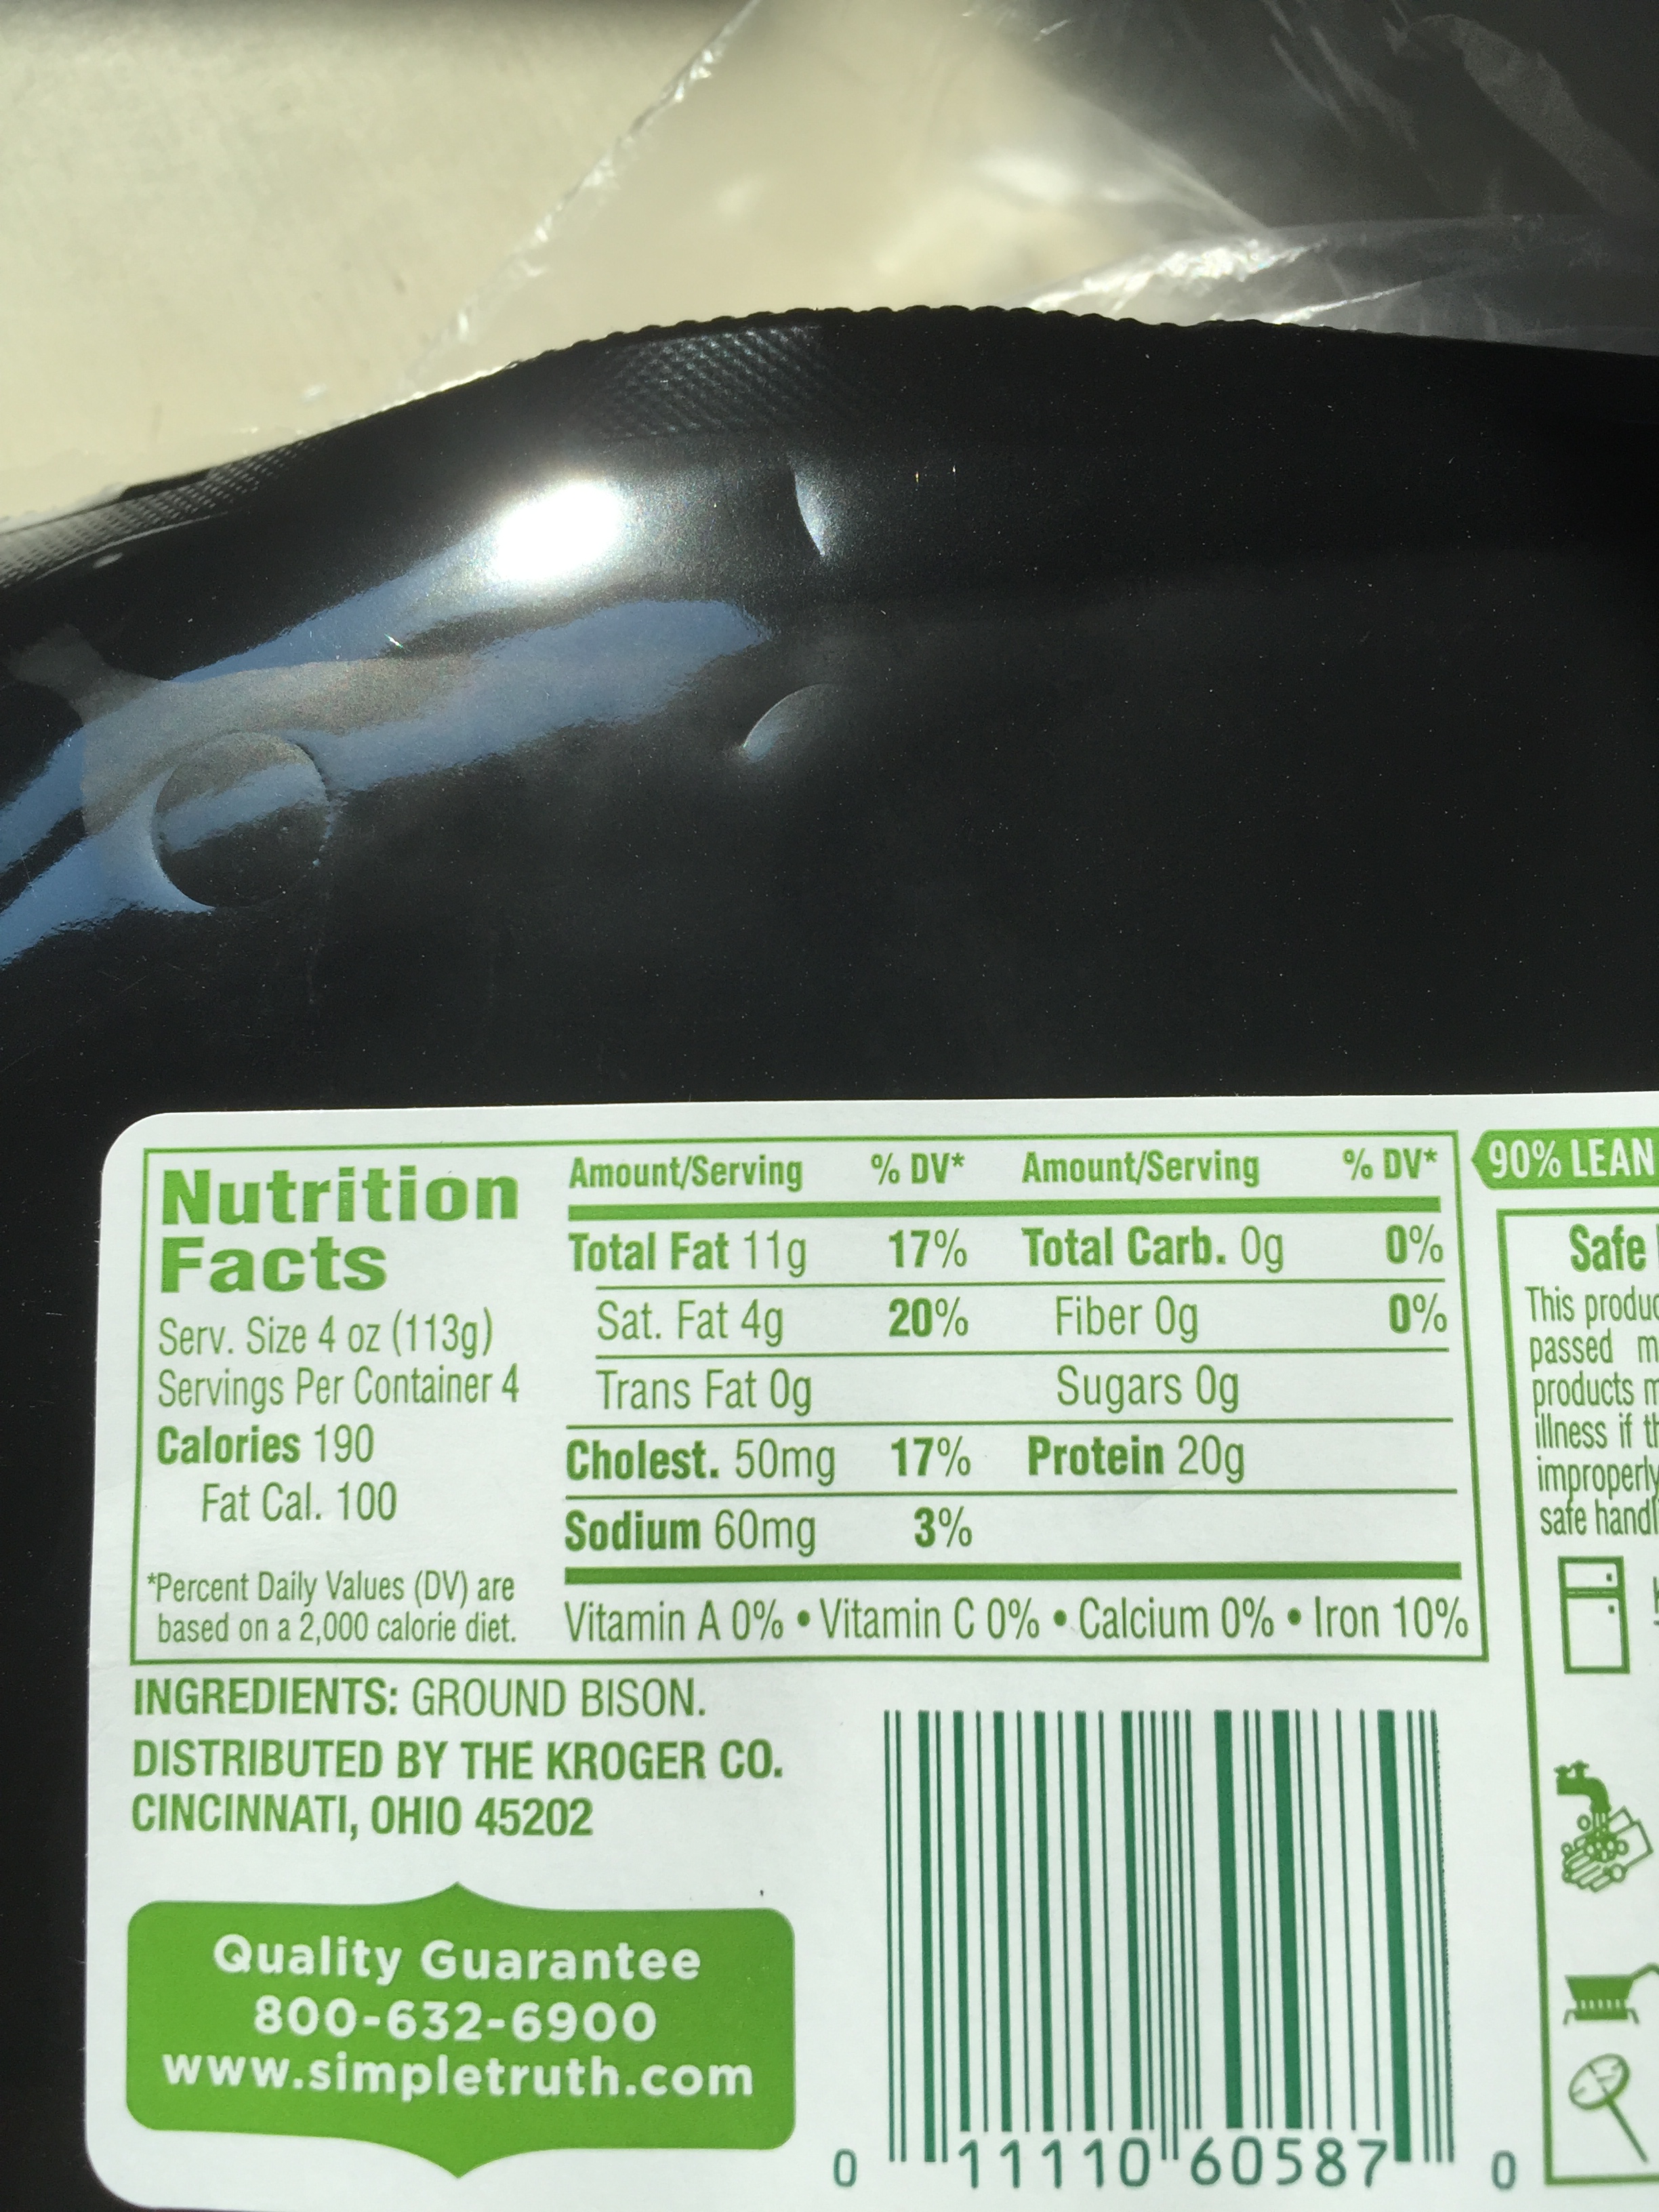 Nutrition
Facts
Serv. Size 4 oz (113g)
Servings Per Container 4
Calories 190
Fat Cal. 100
*Percent Daily Values (DV) are
based on a 2,000 calorie diet.
Amount/Serving % DV* Amount/Serving % DV*
Total Fat 11g 17% Total Carb. 0g 0%
Sat. Fat 4g 20% Fiber 0g 0%
Trans Fat 0g Sugars 0g
Cholest. 50mg 17% Protein 20g
Sodium 60mg 3%
Vitamin A 0% • Vitamin C 0% • Calcium 0% • Iron 10%
INGREDIENTS: GROUND BISON.
DISTRIBUTED BY THE KROGER CO.
CINCINNATI, OHIO 45202
Quality Guarantee
800-632-6900
www.simpletruth.com
0 11110 60587 0
90% LEAN
Safe
This
passed
products
illness if
improperly
safe